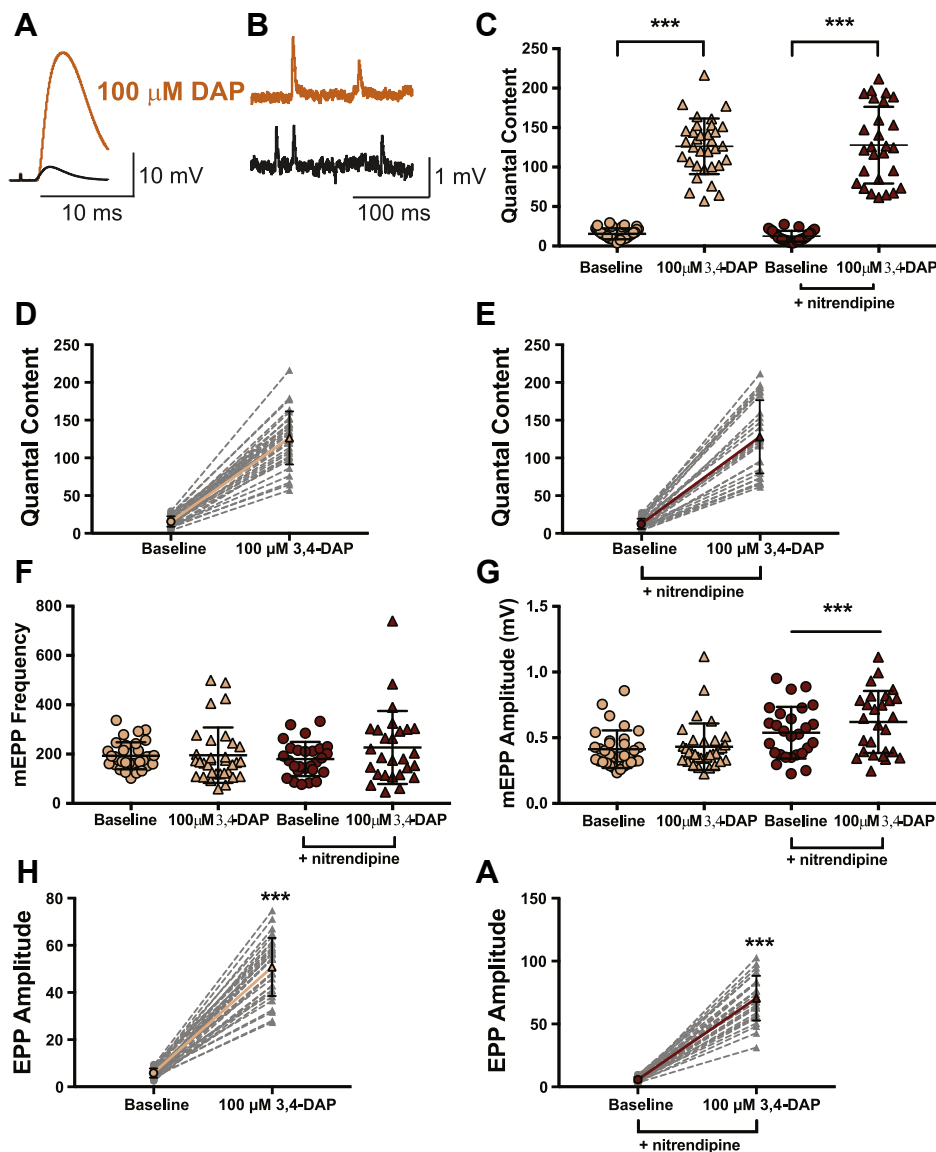 A
100 μM DAP
10 mV
10 ms
B
1 mV
100 ms
C
***
***
Quantal Content
250
200
150
100
50
0
Baseline
100μM 3,4-DAP
Baseline
100μM 3,4-DAP
+ nitrendipine
D
Quantal Content
250
200
150
100
50
0
Baseline
100 μM 3,4-DAP
E
Quantal Content
250
200
150
100
50
0
Baseline
100 μM 3,4-DAP
+ nitrendipine
F
mEPP Frequency
800
600
400
200
0
Baseline
100μM 3,4-DAP
Baseline
100μM 3,4-DAP
+ nitrendipine
G
mEPP Amplitude (mV)
1.5
1.0
0.5
0.0
***
Baseline
100μM 3,4-DAP
Baseline
100μM 3,4-DAP
+ nitrendipine
H
EPP Amplitude
80
60
40
20
0
***
Baseline
100 μM 3,4-DAP
A
EPP Amplitude
150
100
50
0
***
Baseline
100 μM 3,4-DAP
+ nitrendipine